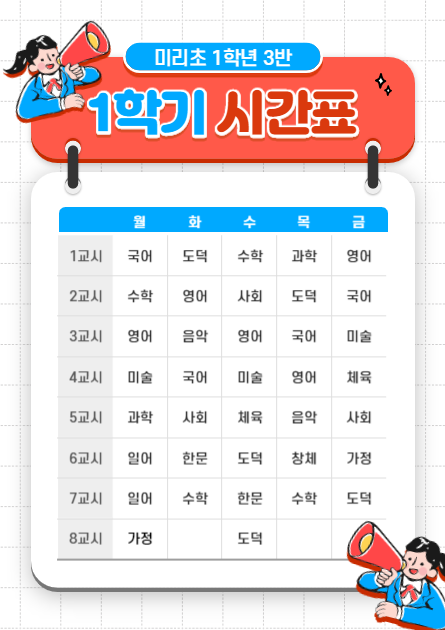 미리초 1학년 3반
1학기 시간표
월 화 수 목 금
1교시 국어 도덕 수학 과학 영어
2교시 수학 영어 사회 도덕 국어
3교시 영어 음악 영어 국어 미술
4교시 미술 국어 미술 영어 체육
5교시 과학 사회 체육 음악 사회
6교시 일어 한문 도덕 창체 가정
7교시 일어 수학 한문 수학 도덕
8교시 가정 도덕